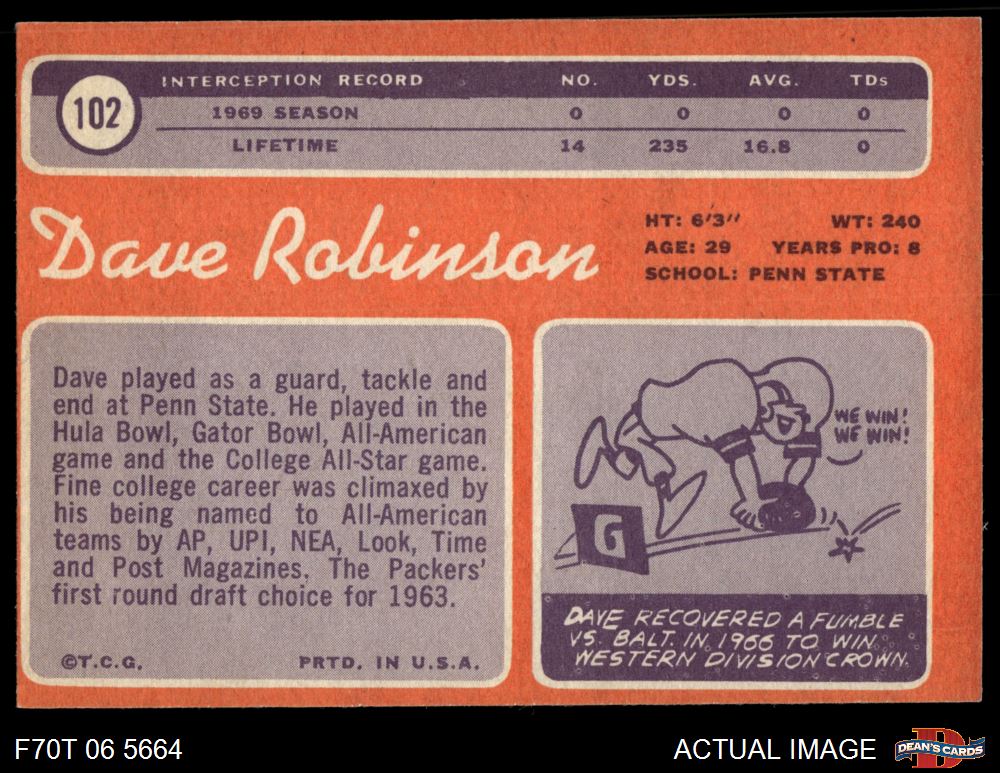 102
INTERCEPTION RECORD NO. YDS. AVG. TDs
1969 SEASON 0 0 0 0
LIFETIME 14 235 16.8 0
Dave Robinson
HT: 6'3" WT: 240
AGE: 29 YEARS PRO: 8
SCHOOL: PENN STATE
Dave played as a guard, tackle and
end at Penn State. He played in the
Hula Bowl, Gator Bowl, All-American
game and the College All-Star game.
Fine college career was climaxed by
his being named to All-American
teams by AP, UPI, NEA, Look, Time
and Post Magazines. The Packers'
first round draft choice for 1963.
©T.C.G. PRTD. IN U.S.A.
WE WIN!
WE WIN!
G
DAVE RECOVERED A FUMBLE
VS. BALT. IN 1966 TO WIN
WESTERN DIVISION CROWN.
F70T 06 5664
ACTUAL IMAGE
D
DEAN'S CARDS